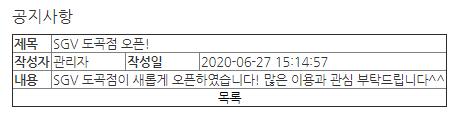 공지사항
제목 SGV 도곡점 오픈!
작성자 관리자 작성일 2020-06-27 15:14:57
내용 SGV 도곡점이 새롭게 오픈하였습니다! 많은 이용과 관심 부탁드립니다^^
목록